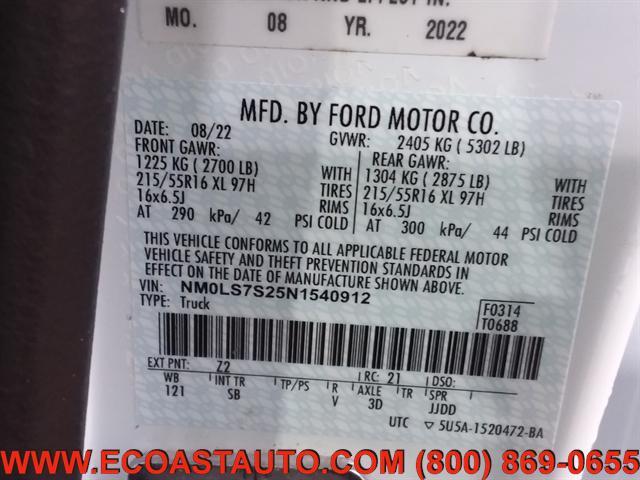 MO. 08 YR. 2022
MFD. BY FORD MOTOR CO.
DATE: 08/22 GVWR: 2405 KG ( 5302 LB)
FRONT GAWR: REAR GAWR:
1225 KG ( 2700 LB) WITH 1304 KG ( 2875 LB) WITH
215/55R16 XL 97H TIRES 215/55R16 XL 97H TIRES
16x6.5J RIMS 16x6.5J RIMS
AT 290 kPa/ 42 PSI COLD AT 300 kPa/ 44 PSI COLD
THIS VEHICLE CONFORMS TO ALL APPLICABLE FEDERAL MOTOR
VEHICLE SAFETY AND THEFT PREVENTION STANDARDS IN
EFFECT ON THE DATE OF MANUFACTURE SHOWN ABOVE.
VIN: NM0LS7S25N1540912
TYPE: Truck
F0314
T0688
EXT PNT: Z2 RC: 21 DSO:
WB INT TR TP/PS R AXLE TR SPR
121 SB V 3D JJDD
UTC ▽ 5U5A-1520472-BA
WWW.ECOASTAUTO.COM (800) 869-0655